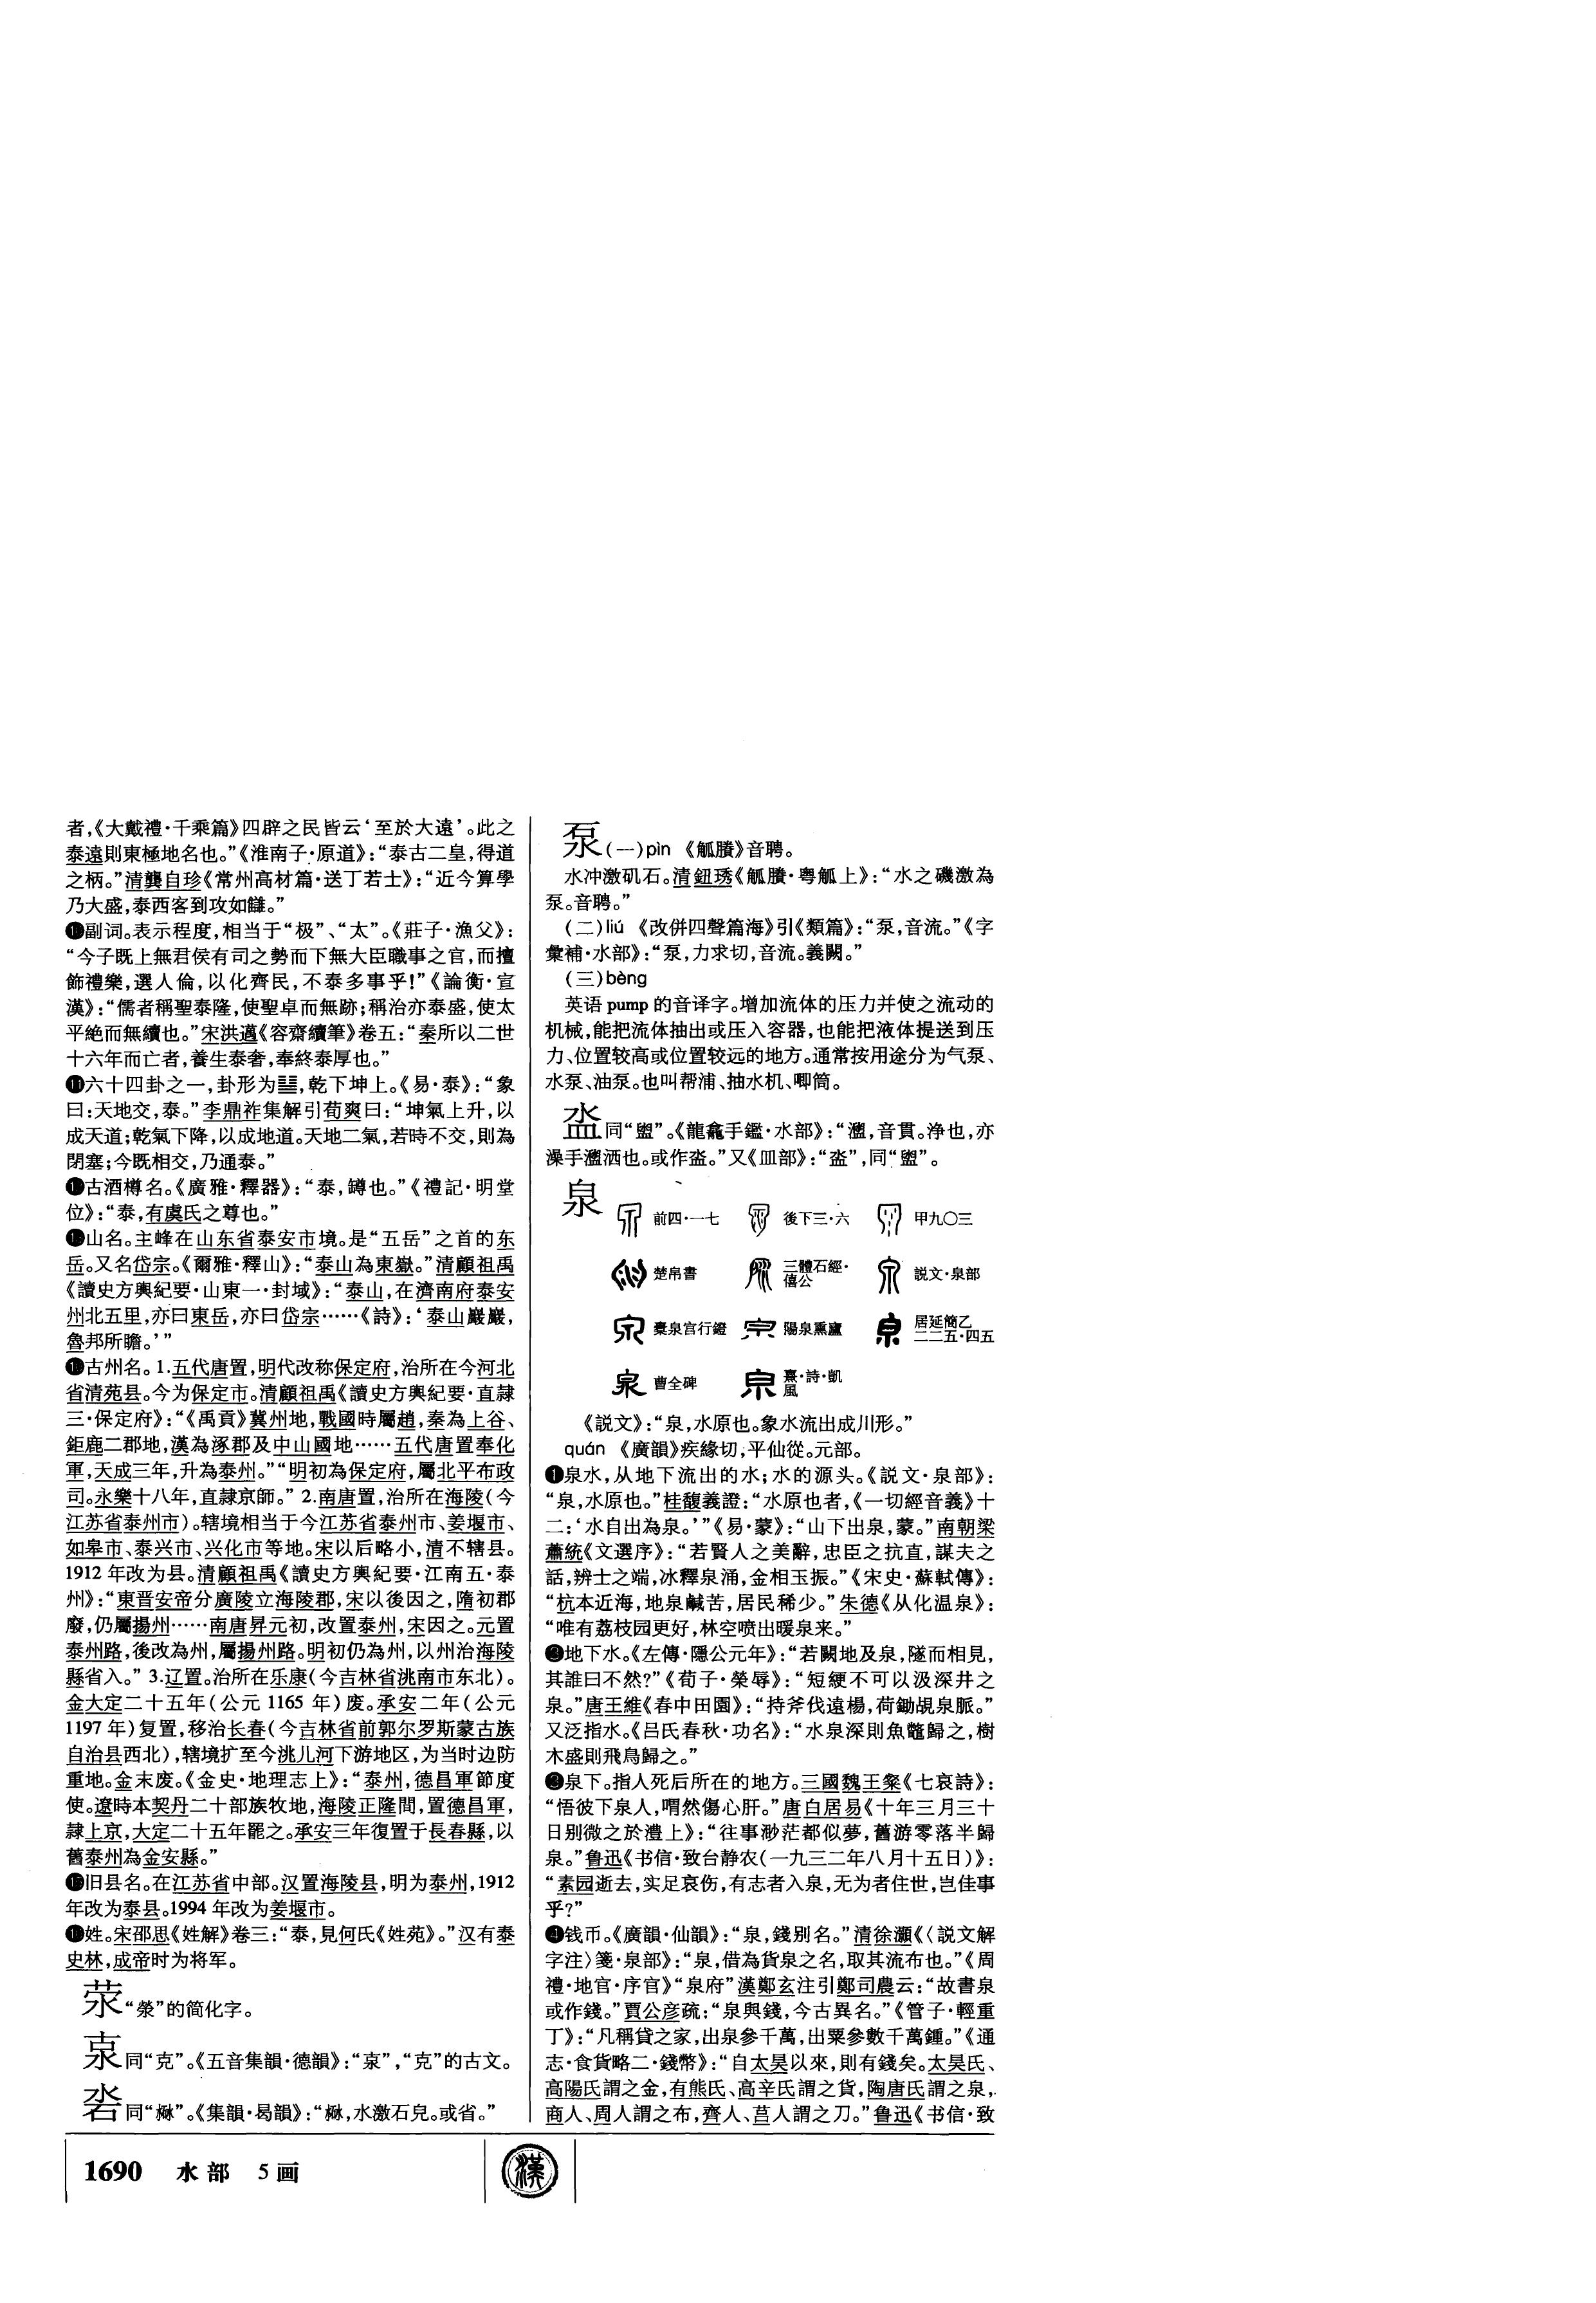 者，《大戴禮·千乘篇》四辟之民皆云‘至於大遠’。此之
泰遠則東極地名也。”《淮南子·原道》：“泰古二皇，得道
之柄。”清龔自珍《常州高材篇·送丁若士》：“近今算學
乃大盛，泰西客到攻如讎。”
❿副词。表示程度，相当于“极”、“太”。《莊子·漁父》：
“今子既上無君侯有司之勢而下無大臣職事之官，而擅
飾禮樂，選人倫，以化齊民，不泰多事乎！”《論衡·宣
漢》：“儒者稱聖泰隆，使聖卓而無跡；稱治亦泰盛，使太
平絶而無續也。”宋洪邁《容齋續筆》卷五：“秦所以二世
十六年而亡者，養生泰奢，奉終泰厚也。”
⓫六十四卦之一，卦形为䷊，乾下坤上。《易·泰》：“象
曰：天地交，泰。”李鼎祚集解引荀爽曰：“坤氣上升，以
成天道；乾氣下降，以成地道。天地二氣，若時不交，則為
閉塞；今既相交，乃通泰。”
⓬古酒樽名。《廣雅·釋器》：“泰，罇也。”《禮記·明堂
位》：“泰，有虞氏之尊也。”
⓭山名。主峰在山东省泰安市境。是“五岳”之首的东
岳。又名岱宗。《爾雅·釋山》：“泰山為東嶽。”清顧祖禹
《讀史方輿紀要·山東一·封域》：“泰山，在濟南府泰安
州北五里，亦曰東岳，亦曰岱宗……《詩》：‘泰山巖巖，
魯邦所瞻。’”
⓮古州名。1.五代唐置，明代改称保定府，治所在今河北
省清苑县。今为保定市。清顧祖禹《讀史方輿紀要·直隸
三·保定府》：“《禹貢》冀州地，戰國時屬趙，秦為上谷、
鉅鹿二郡地，漢為涿郡及中山國地……五代唐置奉化
軍，天成三年，升為泰州。”“明初為保定府，屬北平布政
司。永樂十八年，直隸京師。”2.南唐置，治所在海陵（今
江苏省泰州市）。辖境相当于今江苏省泰州市、姜堰市、
如皋市、泰兴市、兴化市等地。宋以后略小，清不辖县。
1912年改为县。清顧祖禹《讀史方輿紀要·江南五·泰
州》：“東晋安帝分廣陵立海陵郡，宋以後因之，隋初郡
廢，仍屬揚州……南唐昇元初，改置泰州，宋因之。元置
泰州路，後改為州，屬揚州路。明初仍為州，以州治海陵
縣省入。”3.辽置。治所在乐康（今吉林省洮南市东北）。
金大定二十五年（公元1165年）废。承安二年（公元
1197年）复置，移治长春（今吉林省前郭尔罗斯蒙古族
自治县西北），辖境扩至今洮儿河下游地区，为当时边防
重地。金末废。《金史·地理志上》：“泰州，德昌軍節度
使。遼時本契丹二十部族牧地，海陵正隆間，置德昌軍，
隸上京，大定二十五年罷之。承安三年復置于長春縣，以
舊泰州為金安縣。”
⓯旧县名。在江苏省中部。汉置海陵县，明为泰州，1912
年改为泰县。1994年改为姜堰市。
⓰姓。宋邵思《姓解》卷三：“泰，見何氏《姓苑》。”汉有泰
史林，成帝时为将军。
荥“滎”的简化字。
同“克”。《五音集韻·德韻》：“”，“克”的古文。
砦同“”。《集韻·曷韻》：“，水激石皃。或省。”
泵（一）pìn 《觚賸》音聘。
水冲激矶石。清鈕琇《觚賸·粤觚上》：“水之磯激為
泵。音聘。”
（二）liú 《改併四聲篇海》引《類篇》：“泵，音流。”《字
彙補·水部》：“泵，力求切，音流。義闕。”
（三）bèng
英语pump的音译字。增加流体的压力并使之流动的
机械，能把流体抽出或压入容器，也能把液体提送到压
力、位置较高或位置较远的地方。通常按用途分为气泵、
水泵、油泵。也叫帮浦、抽水机、唧筒。
盗同“盥”。《龍龕手鑑·水部》：“灁，音貫。浄也，亦
澡手洒也。或作。”又《皿部》：“”，同“盥”。
泉 前四·一七 後下三·六 甲九〇三
楚帛書 三體石經·僖公 説文·泉部
橐泉宫行鐙 陽泉熏廬 居延簡乙二二五·四五
曹全碑 熹·詩·凱風
《説文》：“泉，水原也。象水流出成川形。”
quán 《廣韻》疾緣切，平仙從。元部。
❶泉水，从地下流出的水；水的源头。《説文·泉部》：
“泉，水原也。”桂馥義證：“水原也者，《一切經音義》十
二：‘水自出為泉。’”《易·蒙》：“山下出泉，蒙。”南朝梁
蕭統《文選序》：“若賢人之美辭，忠臣之抗直，謀夫之
話，辨士之端，冰釋泉涌，金相玉振。”《宋史·蘇軾傳》：
“杭本近海，地泉鹹苦，居民稀少。”朱德《从化温泉》：
“唯有荔枝园更好，林空喷出暖泉来。”
❷地下水。《左傳·隱公元年》：“若闕地及泉，隧而相見，
其誰曰不然？”《荀子·榮辱》：“短綆不可以汲深井之
泉。”唐王維《春中田園》：“持斧伐遠楊，荷鋤覘泉脈。”
又泛指水。《吕氏春秋·功名》：“水泉深則魚鼈歸之，樹
木盛則飛鳥歸之。”
❸泉下。指人死后所在的地方。三國魏王粲《七哀詩》：
“悟彼下泉人，喟然傷心肝。”唐白居易《十年三月三十
日别微之於澧上》：“往事渺茫都似夢，舊游零落半歸
泉。”鲁迅《书信·致台静农（一九三二年八月十五日）》：
“素园逝去，实足哀伤，有志者入泉，无为者住世，岂佳事
乎？”
❹钱币。《廣韻·仙韻》：“泉，錢别名。”清徐灝《〈説文解
字注〉箋·泉部》：“泉，借為貨泉之名，取其流布也。”《周
禮·地官·序官》“泉府”漢鄭玄注引鄭司農云：“故書泉
或作錢。”賈公彦疏：“泉與錢，今古異名。”《管子·輕重
丁》：“凡稱貸之家，出泉參千萬，出粟參數千萬鍾。”《通
志·食貨略二·錢幣》：“自太昊以來，則有錢矣。太昊氏、
高陽氏謂之金，有熊氏、高辛氏謂之貨，陶唐氏謂之泉，
商人、周人謂之布，齊人、莒人謂之刀。”鲁迅《书信·致
1690 水部 5画
漢